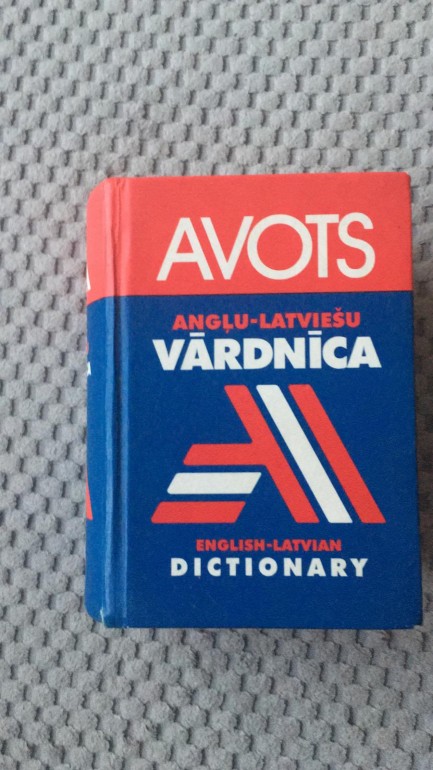 AVOTS
ANGĻU-LATVIEŠU
VĀRDNĪCA
ENGLISH-LATVIAN
DICTIONARY